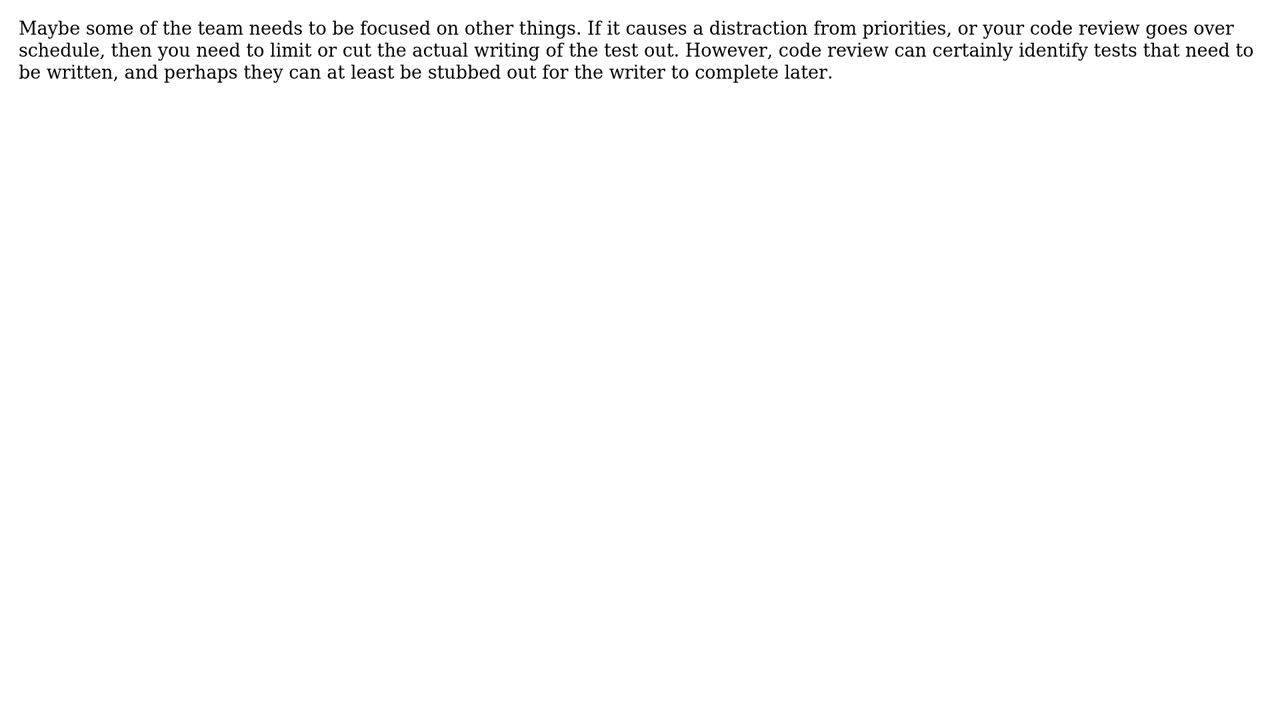 Maybe some of the team needs to be focused on other things. If it causes a distraction from priorities, or your code review goes over
schedule, then you need to limit or cut the actual writing of the test out. However, code review can certainly identify tests that need to
be written, and perhaps they can at least be stubbed out for the writer to complete later.